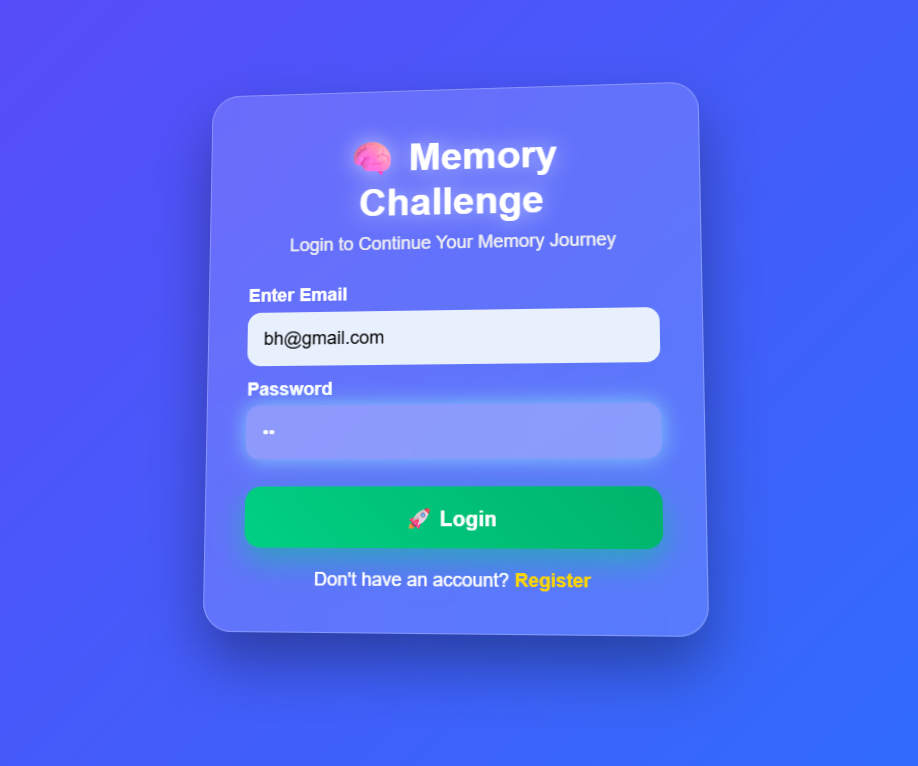 🧠 Memory
Challenge
Login to Continue Your Memory Journey
Enter Email
bh@gmail.com
Password
••
🚀 Login
Don't have an account? Register